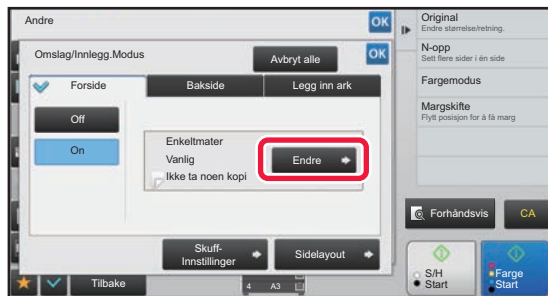 Andre
OK
Omslag/Innlegg.Modus
Avbryt alle
OK
Forside
Bakside
Legg inn ark
Off
On
Enkeltmater
Vanlig
Ikke ta noen kopi
Endre
Skuff-
Innstillinger
Sidelayout
Tilbake
4 A3
Original
Endre størrelse/retning.
N-opp
Sett flere sider i én side
Fargemodus
Margskifte
Flytt posisjon for å få marg
Forhåndsvis
CA
S/H
Start
Farge
Start